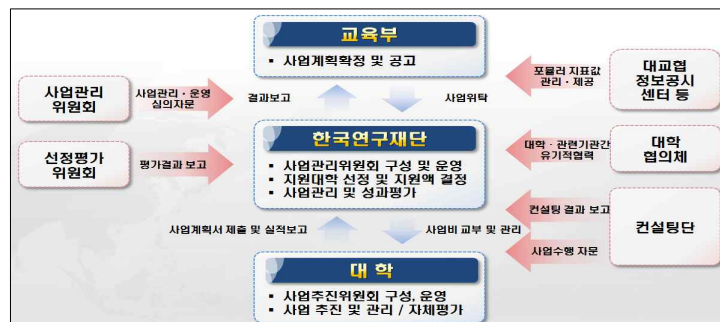 교육부
▪ 사업계획확정 및 공고
사업관리
위원회
사업관리·운영
심의자문
결과보고
사업위탁
포뮬러 지표값
관리·제공
대교협
정보공시
센터 등
한국연구재단
▪ 사업관리위원회 구성 및 운영
▪ 지원대학 선정 및 지원액 결정
▪ 사업관리 및 성과평가
선정평가
위원회
평가결과 보고
대학·관련기관간
유기적협력
대학
협의체
사업계획서 제출 및 실적보고
사업비 교부 및 관리
컨설팅 결과 보고
사업수행 자문
컨설팅단
대 학
▪ 사업추진위원회 구성, 운영
▪ 사업 추진 및 관리 / 자체평가